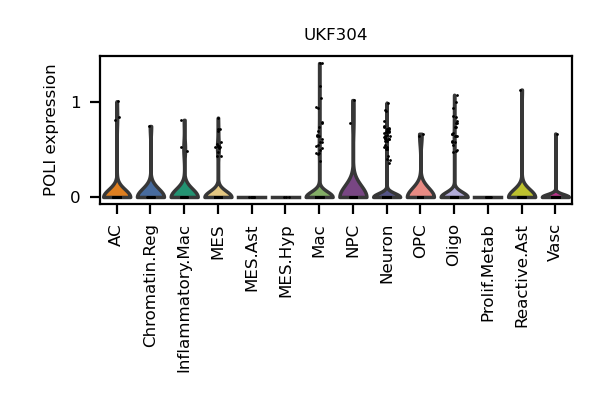 UKF304
POLI expression
1
0
AC
Chromatin.Reg
Inflammatory.Mac
MES
MES.Ast
MES.Hyp
Mac
NPC
Neuron
OPC
Oligo
Prolif.Metab
Reactive.Ast
Vasc